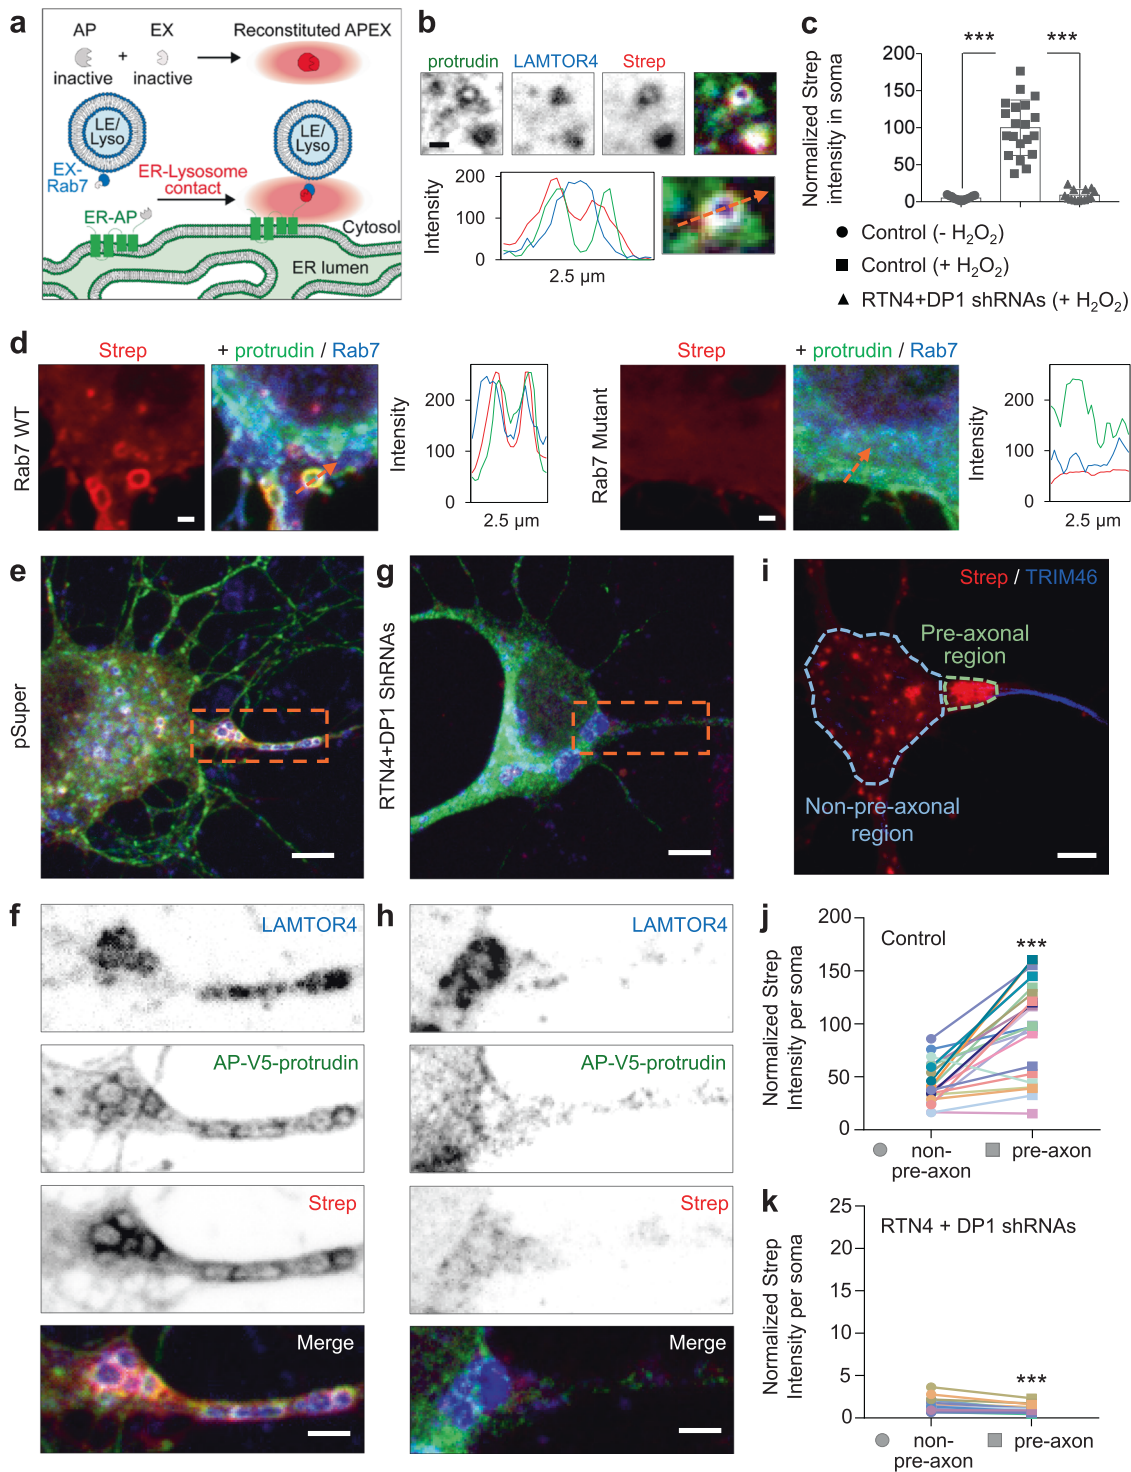 a
AP
EX
Reconstituted APEX
+
inactive
inactive
LE/
Lyso
LE/
Lyso
EX-
Rab7
ER-Lysosome
contact
ER-AP
Cytosol
ER lumen
b
protrudin
LAMTOR4
Strep
Intensity
200
100
0
2.5 µm
c
Normalized Strep
intensity in soma
200
150
100
50
0
***
***
Control (- H₂O₂)
Control (+ H₂O₂)
RTN4+DP1 shRNAs (+ H₂O₂)
d
Strep
+ protrudin / Rab7
Rab7 WT
Intensity
200
100
0
2.5 µm
Strep
+ protrudin / Rab7
Rab7 Mutant
Intensity
200
100
0
2.5 µm
e
pSuper
g
RTN4+DP1 ShRNAs
i
Strep / TRIM46
Pre-axonal
region
Non-pre-axonal
region
f
LAMTOR4
AP-V5-protrudin
Strep
Merge
h
LAMTOR4
AP-V5-protrudin
Strep
Merge
j
Control
***
Normalized Strep
Intensity per soma
200
150
100
50
0
non-
pre-axon
pre-axon
k
RTN4 + DP1 shRNAs
***
Normalized Strep
Intensity per soma
25
20
15
10
5
0
non-
pre-axon
pre-axon